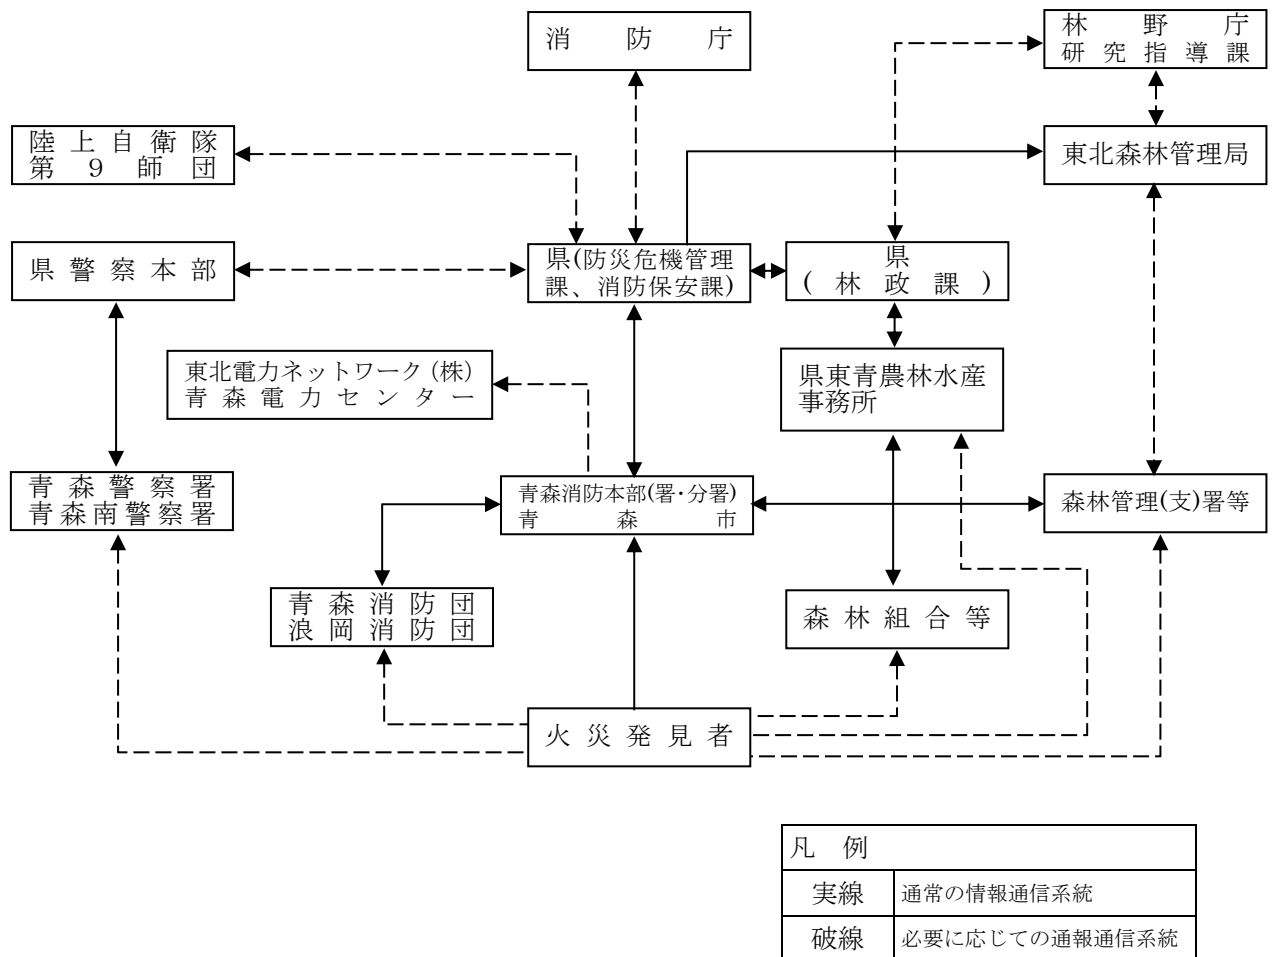 消防庁
林野庁
研究指導課
陸上自衛隊
第9師団
東北森林管理局
県警察本部
県(防災危機管理
課、消防保安課)
県
(林政課)
東北電力ネットワーク(株)
青森電力センター
県東青農林水産
事務所
青森警察署
青森南警察署
青森消防本部(署・分署)
青森市
森林管理(支)署等
青森消防団
浪岡消防団
森林組合等
火災発見者
凡例
実線 通常の情報通信系統
破線 必要に応じての通報通信系統